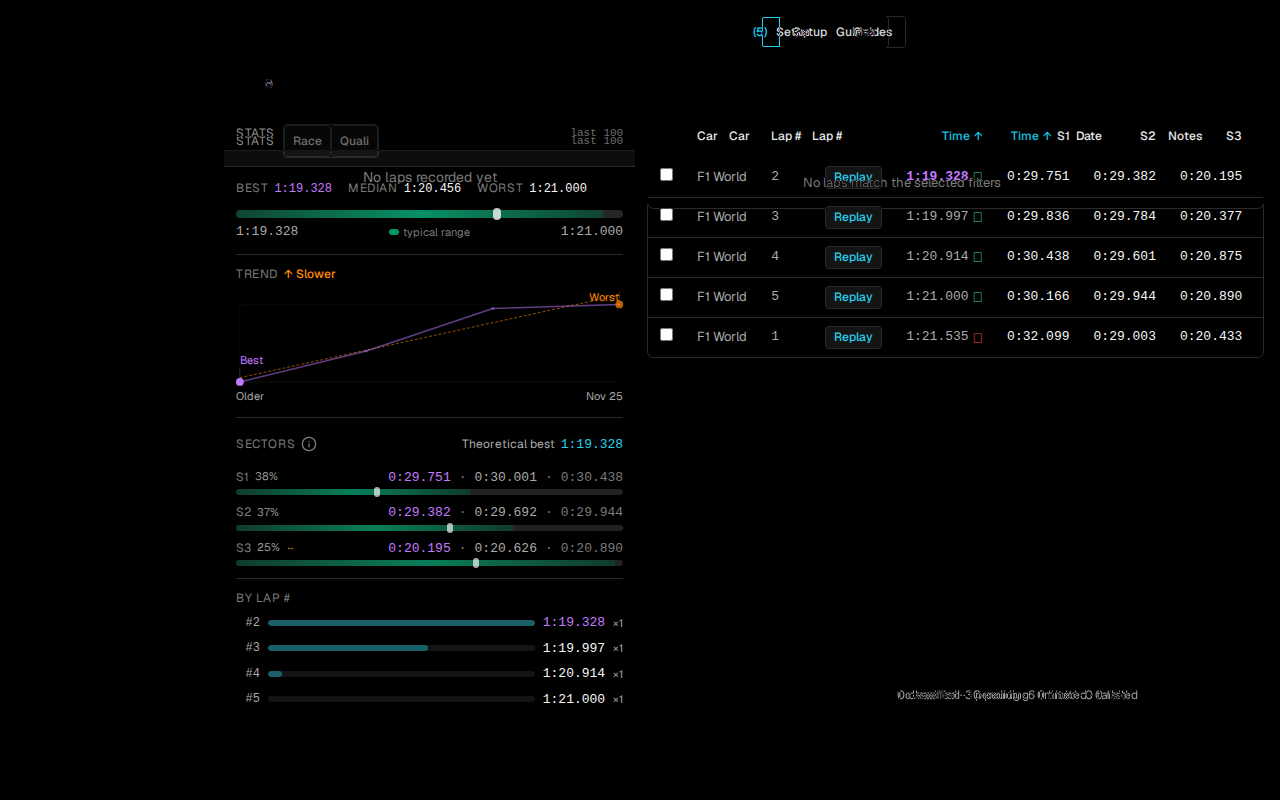 (5) Setup Guides
STATS
STATS Race Quali last 100
last 100
No laps recorded yet
BEST 1:19.328 MEDIAN 1:20.456 WORST 1:21.000
1:19.328 typical range 1:21.000
TREND ↑ Slower
Worst
Best
Older Nov 25
SECTORS Theoretical best 1:19.328
S1 38% 0:29.751 · 0:30.001 · 0:30.438
S2 37% 0:29.382 · 0:29.692 · 0:29.944
S3 25% ↔ 0:20.195 · 0:20.626 · 0:20.890
BY LAP #
#2 1:19.328 ×1
#3 1:19.997 ×1
#4 1:20.914 ×1
#5 1:21.000 ×1
Car Car Lap # Lap # Time ↑ Time ↑ S1 Date S2 Notes S3
F1 World 2 Replay 1:19.328 0:29.751 0:29.382 0:20.195
No laps match the selected filters
F1 World 3 Replay 1:19.997 0:29.836 0:29.784 0:20.377
F1 World 4 Replay 1:20.914 0:30.438 0:29.601 0:20.875
F1 World 5 Replay 1:21.000 0:30.166 0:29.944 0:20.890
F1 World 1 Replay 1:21.535 0:32.099 0:29.003 0:20.433